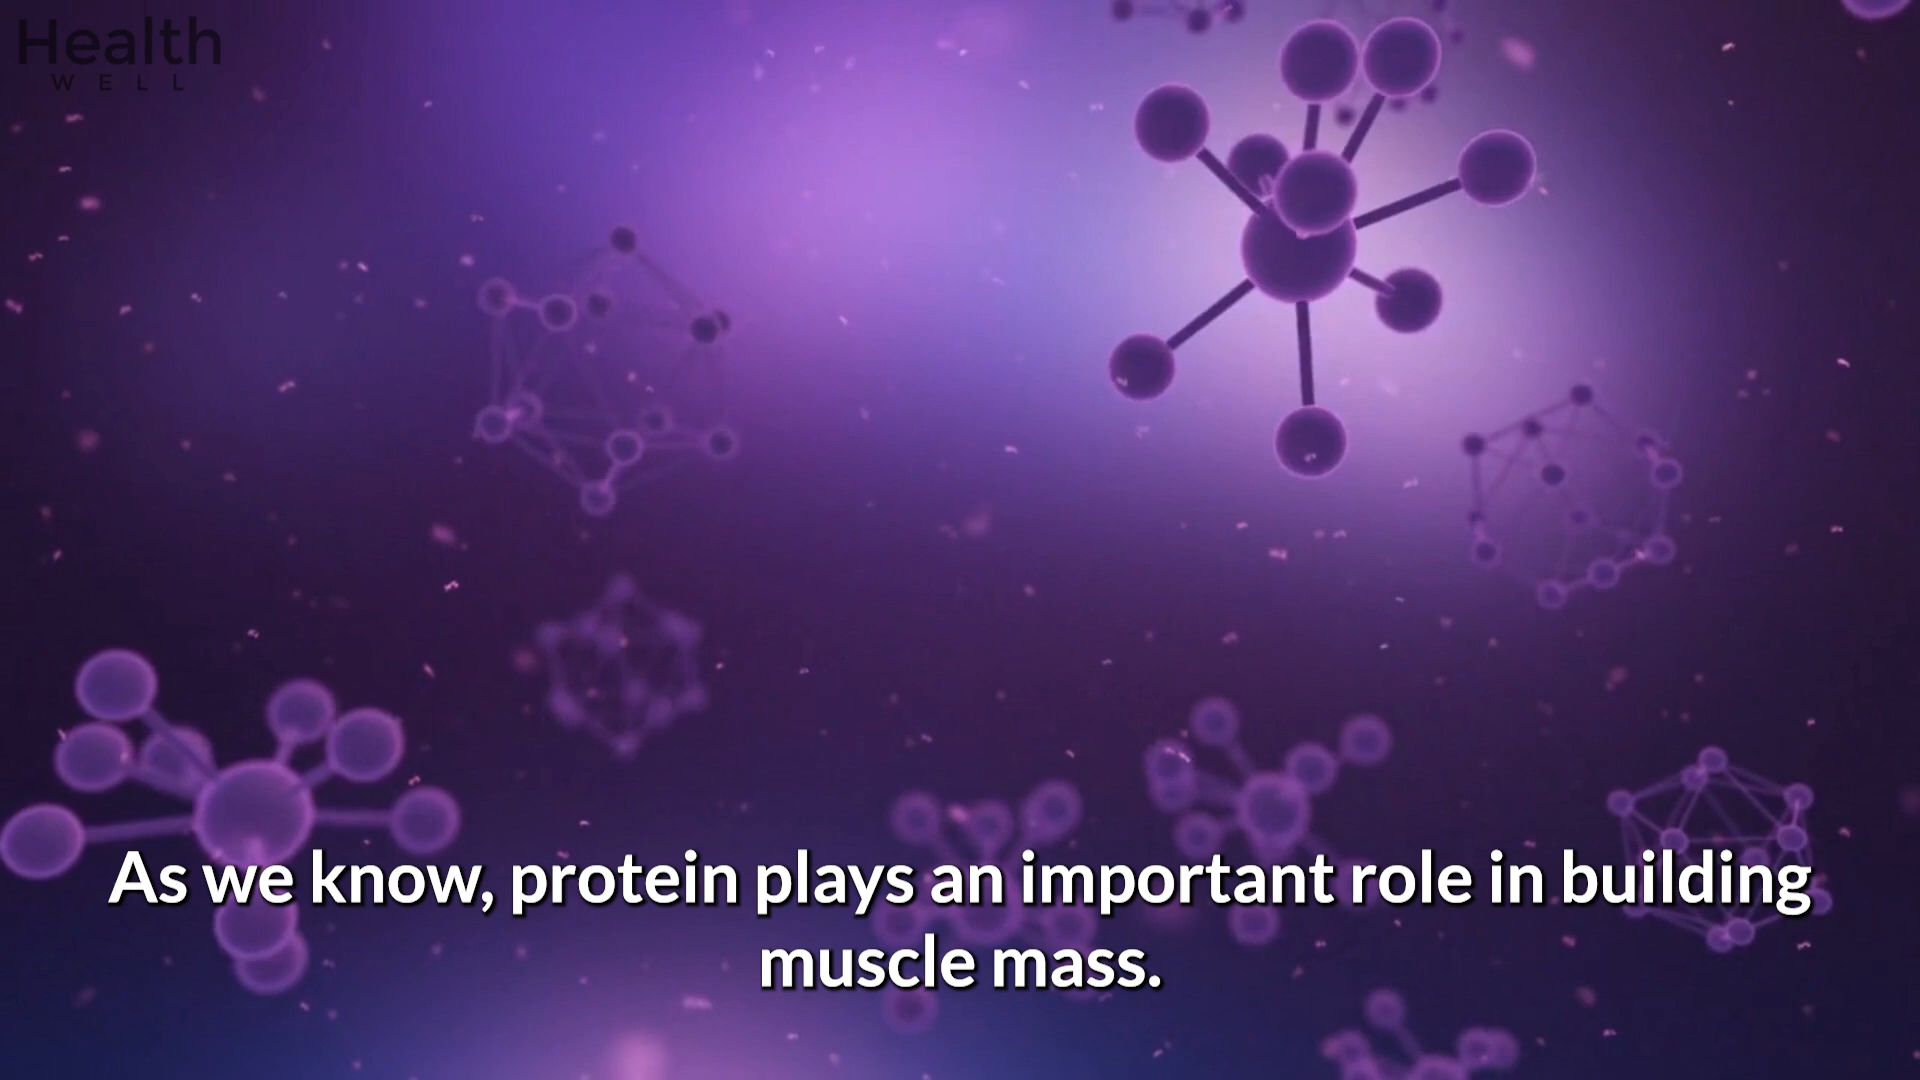 Health
WELL
As we know, protein plays an important role in building
muscle mass.